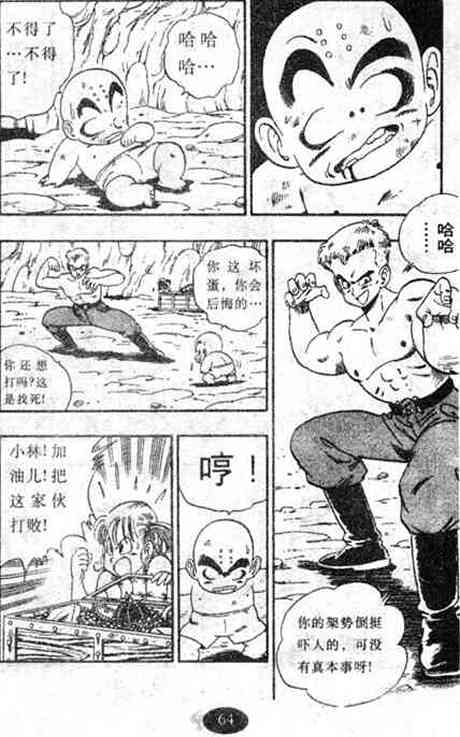 哈哈
哈…
不得了
…不得
了!
哈哈
……
你的架势倒挺
吓人的,可没
有真本事呀!
你这坏
蛋,你会
后悔的…
你还想
打吗?这
是找死!
哼!
小林!加
油儿!把
这家伙
打败!
64